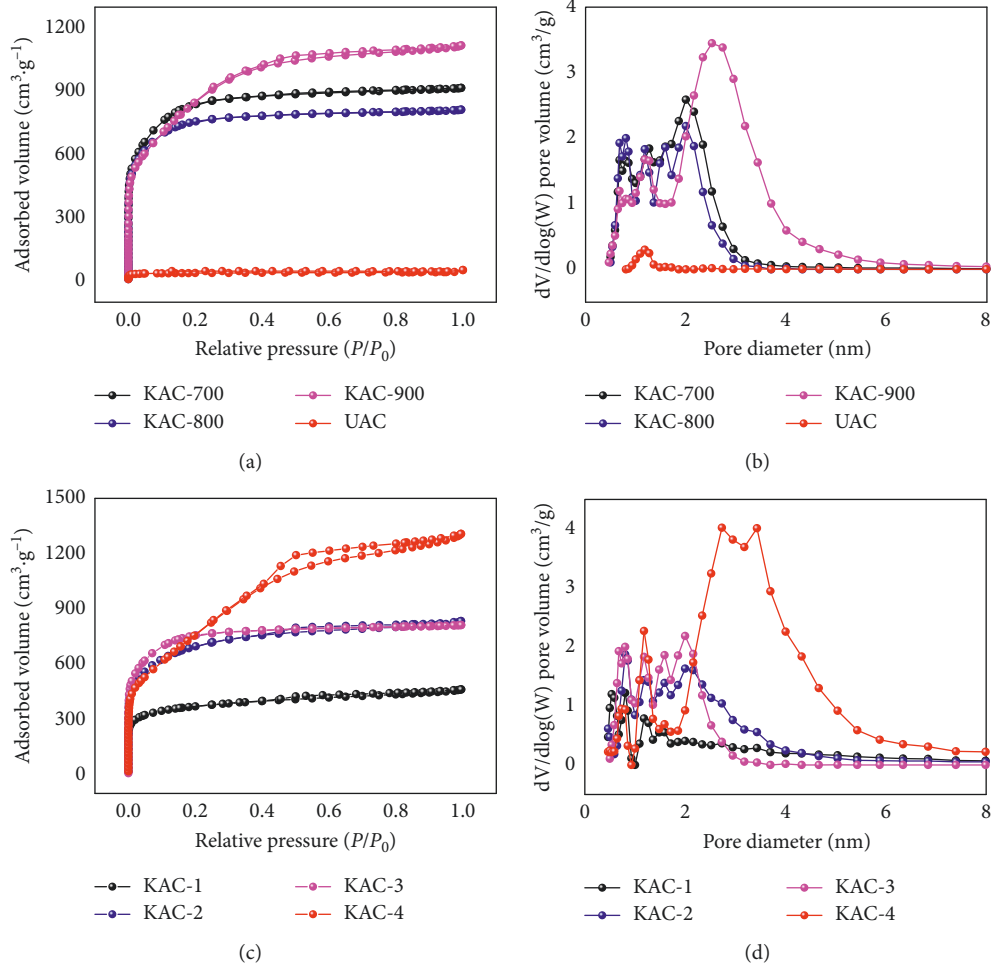 1200
900
600
300
0
Adsorbed volume (cm³·g⁻¹)
0.0 0.2 0.4 0.6 0.8 1.0
Relative pressure (P/P₀)
KAC-700 KAC-900
KAC-800 UAC
(a)
4
3
2
1
0
dV/dlog(W) pore volume (cm³/g)
0 2 4 6 8
Pore diameter (nm)
KAC-700 KAC-900
KAC-800 UAC
(b)
1500
1200
900
600
300
0
Adsorbed volume (cm³·g⁻¹)
0.0 0.2 0.4 0.6 0.8 1.0
Relative pressure (P/P₀)
KAC-1 KAC-3
KAC-2 KAC-4
(c)
4
3
2
1
0
dV/dlog(W) pore volume (cm³/g)
0 2 4 6 8
Pore diameter (nm)
KAC-1 KAC-3
KAC-2 KAC-4
(d)